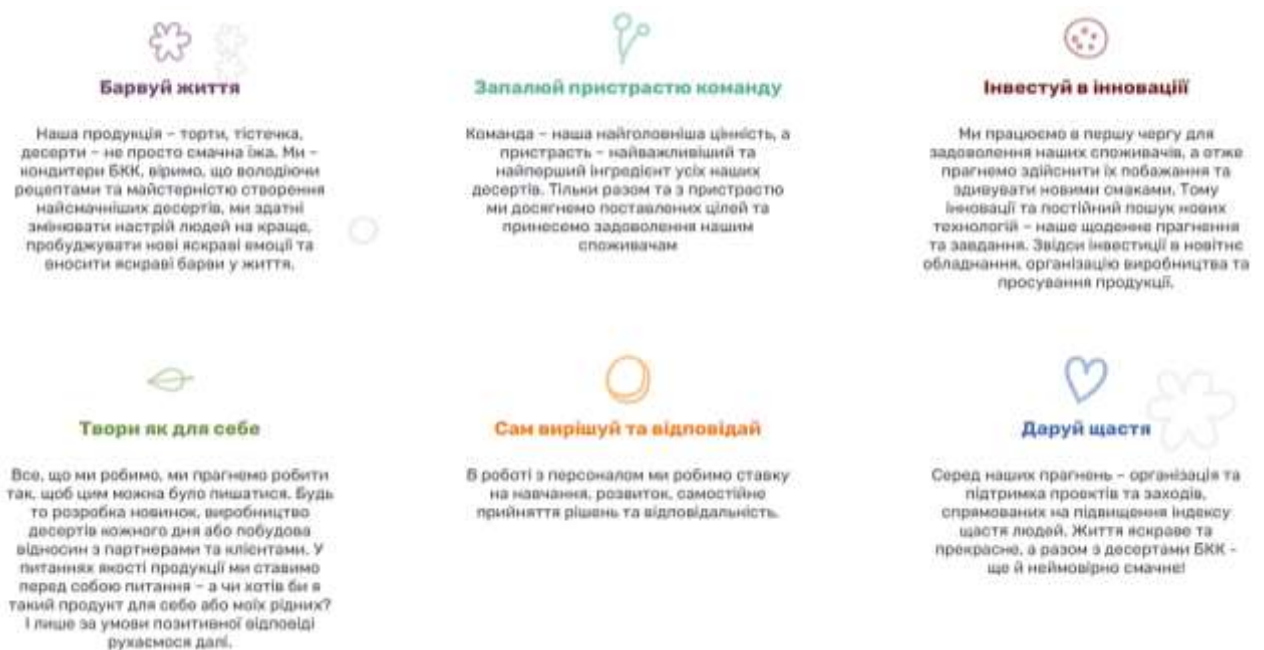 Барвуй життя
Наша продукція – торти, тістечка,
десерти – не просто смачна їжа. Ми –
кондитери БКК, віримо, що володіючи
рецептами та майстерністю створення
найсмачніших десертів, ми здатні
змінювати настрій людей на краще,
пробуджувати нові яскраві емоції та
вносити яскраві барви у життя.
Запалюй пристрастю команду
Команда – наша найголовніша цінність, а
пристрасть – найважливіший та
найперший інгредієнт усіх наших
десертів. Тільки разом та з пристрастю
ми досягнемо поставлених цілей та
принесемо задоволення нашим
споживачам
Інвестуй в інноваціїї
Ми працюємо в першу чергу для
задоволення наших споживачів, а отже
прагнемо здійснити їх побажання та
здивувати новими смаками. Тому
інновації та постійний пошук нових
технологій – наше щоденне прагнення
та завдання. Звідси інвестиції в новітнє
обладнання, організацію виробництва та
просування продукції.
Твори як для себе
Все, що ми робимо, ми прагнемо робити
так, щоб цим можна було пишатися. Будь
то розробка новинок, виробництво
десертів кожного дня або побудова
відносин з партнерами та клієнтами. У
питаннях якості продукції ми ставимо
перед собою питання – а чи хотів би я
такий продукт для себе або моїх рідних?
І лише за умови позитивної відповіді
рухаємося далі.
Сам вирішуй та відповідай
В роботі з персоналом ми робимо ставку
на навчання, розвиток, самостійне
прийняття рішень та відповідальність.
Даруй щастя
Серед наших прагнень – організація та
підтримка проектів та заходів,
спрямованих на підвищення індексу
щастя людей. Життя яскраве та
прекрасне, а разом з десертами БКК -
ще й неймовірно смачне!